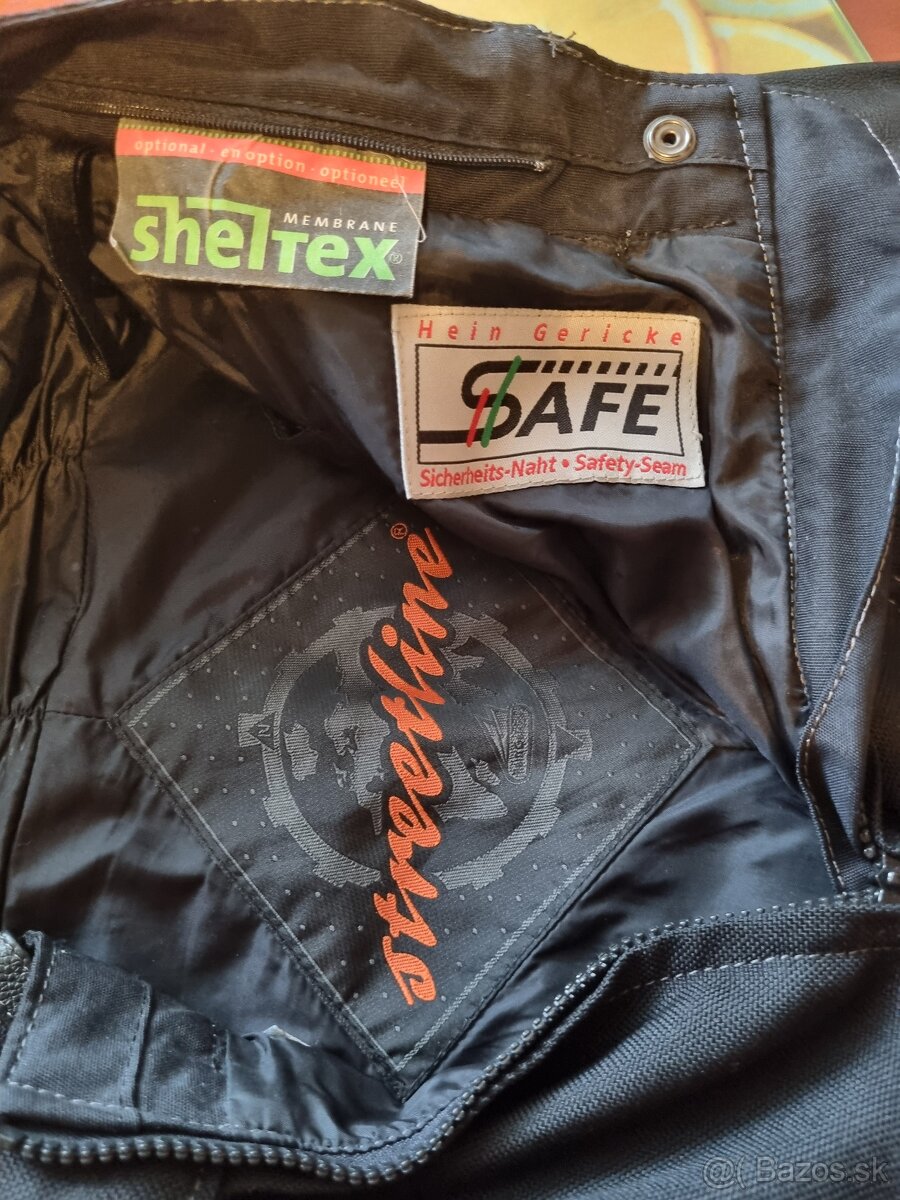 optional · en option · optioneel
MEMBRANE
shelTex®
Hein Gericke
SAFE
Sicherheits-Naht • Safety-Seam
streetline®
@( Bazos.sk